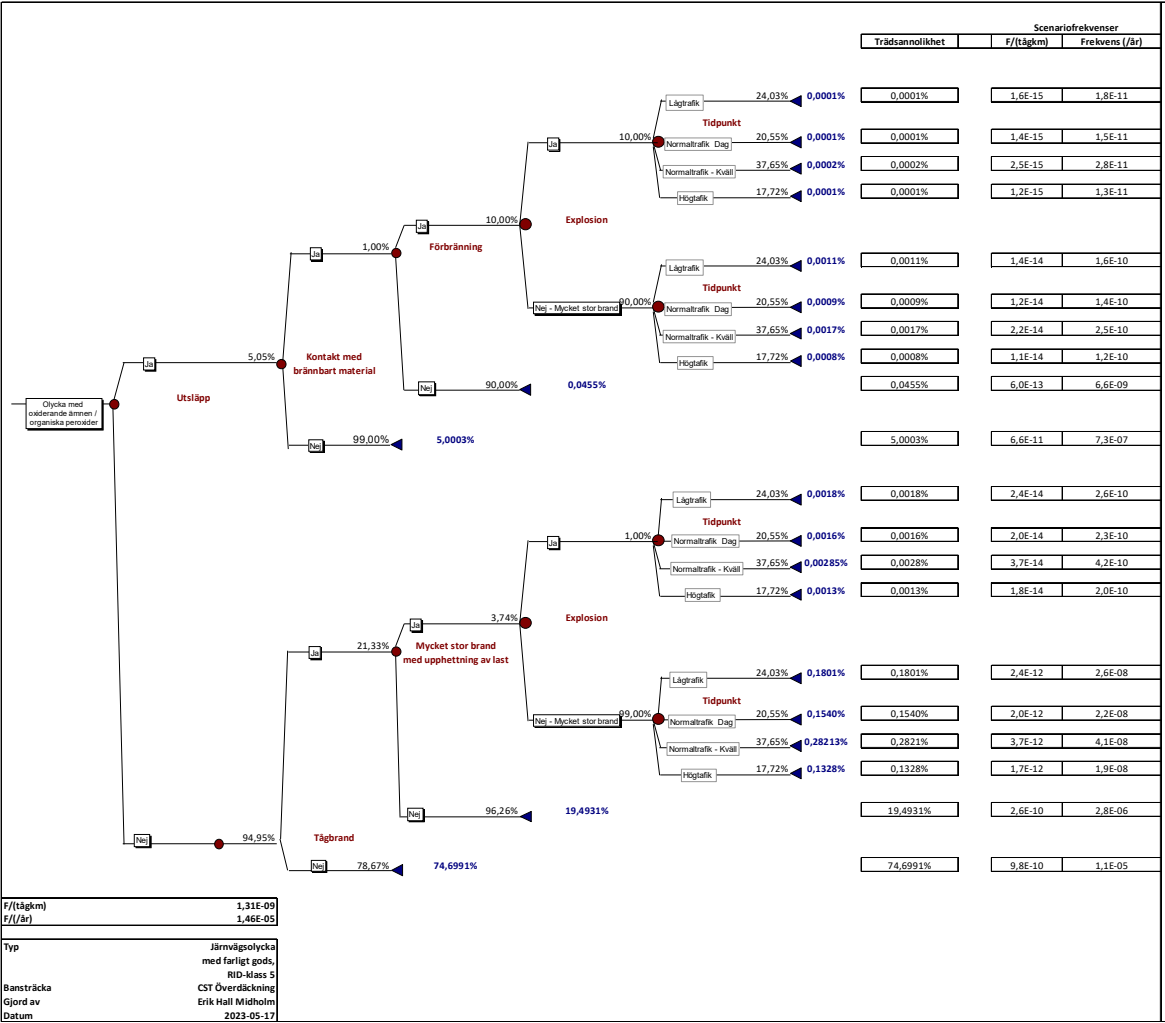 Scenariofrekvenser
Trädsannolikhet F/(tågkm) Frekvens (/år)
Lågtrafik 24,03% 0,0001% 0,0001% 1,6E-15 1,8E-11
Tidpunkt
Ja 10,00% Normaltrafik Dag 20,55% 0,0001% 0,0001% 1,4E-15 1,5E-11
Normaltrafik - Kväll 37,65% 0,0002% 0,0002% 2,5E-15 2,8E-11
Högtafik 17,72% 0,0001% 0,0001% 1,2E-15 1,3E-11
Ja 10,00% Explosion
Ja 1,00% Förbränning
Lågtrafik 24,03% 0,0011% 0,0011% 1,4E-14 1,6E-10
Tidpunkt
Nej - Mycket stor brand 90,00% Normaltrafik Dag 20,55% 0,0009% 0,0009% 1,2E-14 1,4E-10
Normaltrafik - Kväll 37,65% 0,0017% 0,0017% 2,2E-14 2,5E-10
Högtafik 17,72% 0,0008% 0,0008% 1,1E-14 1,2E-10
Ja 5,05% Kontakt med
brännbart material
Nej 90,00% 0,0455% 0,0455% 6,0E-13 6,6E-09
Utsläpp
Olycka med
oxiderande ämnen /
organiska peroxider
Nej 99,00% 5,0003% 5,0003% 6,6E-11 7,3E-07
Lågtrafik 24,03% 0,0018% 0,0018% 2,4E-14 2,6E-10
Tidpunkt
Ja 1,00% Normaltrafik Dag 20,55% 0,0016% 0,0016% 2,0E-14 2,3E-10
Normaltrafik - Kväll 37,65% 0,00285% 0,0028% 3,7E-14 4,2E-10
Högtafik 17,72% 0,0013% 0,0013% 1,8E-14 2,0E-10
Ja 3,74% Explosion
Ja 21,33% Mycket stor brand
med upphettning av last
Lågtrafik 24,03% 0,1801% 0,1801% 2,4E-12 2,6E-08
Tidpunkt
Nej - Mycket stor brand 99,00% Normaltrafik Dag 20,55% 0,1540% 0,1540% 2,0E-12 2,2E-08
Normaltrafik - Kväll 37,65% 0,28213% 0,2821% 3,7E-12 4,1E-08
Högtafik 17,72% 0,1328% 0,1328% 1,7E-12 1,9E-08
Nej 96,26% 19,4931% 19,4931% 2,6E-10 2,8E-06
Nej 94,95% Tågbrand
Nej 78,67% 74,6991% 74,6991% 9,8E-10 1,1E-05
F/(tågkm) 1,31E-09
F/(/år) 1,46E-05
Typ Järnvägsolycka
med farligt gods,
RID-klass 5
Bansträcka CST Överdäckning
Gjord av Erik Hall Midholm
Datum 2023-05-17